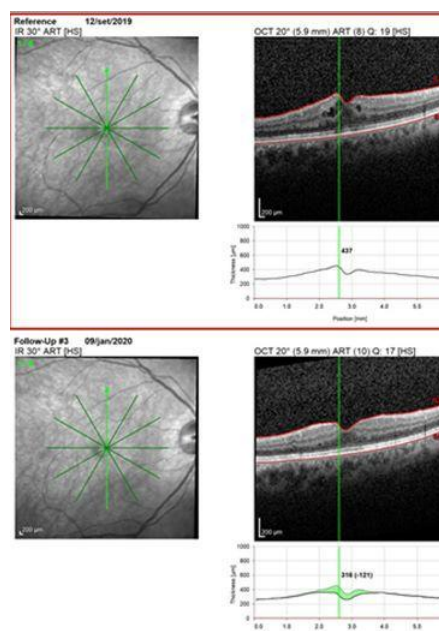 Reference 12/set/2019
IR 30° ART [HS] OCT 20° (5.9 mm) ART (8) Q: 19 [HS]
200 µm
200 µm
Thickness [µm]
1000
800
600
400
200
0
437
0.0 1.0 2.0 3.0 4.0 5.0
Position [mm]
Follow-Up #3 09/jan/2020
IR 30° ART [HS] OCT 20° (5.9 mm) ART (10) Q: 17 [HS]
200 µm
200 µm
Thickness [µm]
1000
800
600
400
200
0
316 (-121)
0.0 1.0 2.0 3.0 4.0 5.0